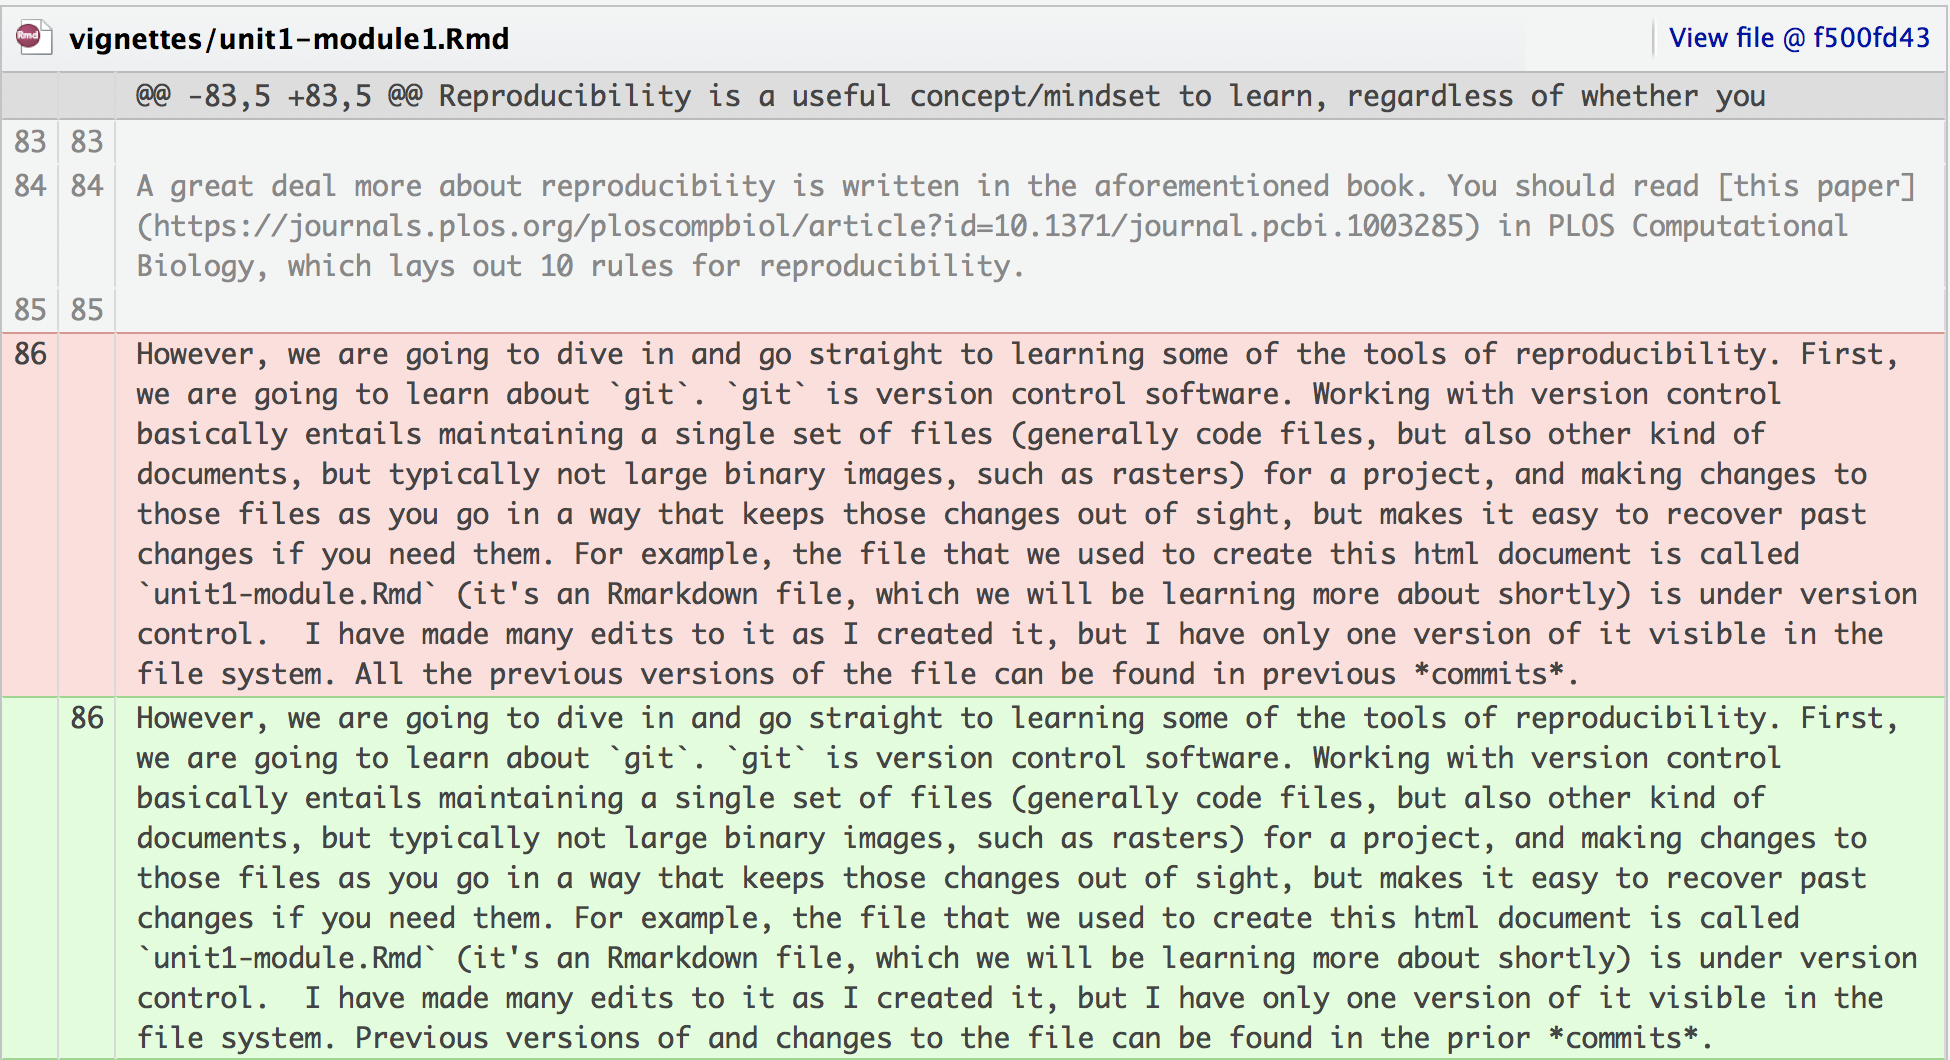 Rmd vignettes/unit1-module1.Rmd View file @ f500fd43
@@ -83,5 +83,5 @@ Reproducibility is a useful concept/mindset to learn, regardless of whether you
83 83
84 84 A great deal more about reproducibiity is written in the aforementioned book. You should read [this paper]
(https://journals.plos.org/ploscompbiol/article?id=10.1371/journal.pcbi.1003285) in PLOS Computational
Biology, which lays out 10 rules for reproducibility.
85 85
86 However, we are going to dive in and go straight to learning some of the tools of reproducibility. First,
we are going to learn about `git`. `git` is version control software. Working with version control
basically entails maintaining a single set of files (generally code files, but also other kind of
documents, but typically not large binary images, such as rasters) for a project, and making changes to
those files as you go in a way that keeps those changes out of sight, but makes it easy to recover past
changes if you need them. For example, the file that we used to create this html document is called
`unit1-module.Rmd` (it's an Rmarkdown file, which we will be learning more about shortly) is under version
control.  I have made many edits to it as I created it, but I have only one version of it visible in the
file system. All the previous versions of the file can be found in previous *commits*.
86 However, we are going to dive in and go straight to learning some of the tools of reproducibility. First,
we are going to learn about `git`. `git` is version control software. Working with version control
basically entails maintaining a single set of files (generally code files, but also other kind of
documents, but typically not large binary images, such as rasters) for a project, and making changes to
those files as you go in a way that keeps those changes out of sight, but makes it easy to recover past
changes if you need them. For example, the file that we used to create this html document is called
`unit1-module.Rmd` (it's an Rmarkdown file, which we will be learning more about shortly) is under version
control.  I have made many edits to it as I created it, but I have only one version of it visible in the
file system. Previous versions of and changes to the file can be found in the prior *commits*.